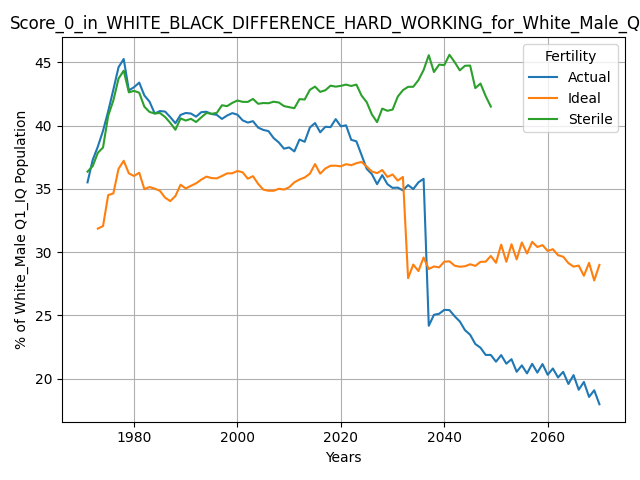 Score_0_in_WHITE_BLACK_DIFFERENCE_HARD_WORKING_for_White_Male_Q
Fertility
Actual
Ideal
Sterile
% of White_Male Q1_IQ Population
45
40
35
30
25
20
1980 2000 2020 2040 2060
Years